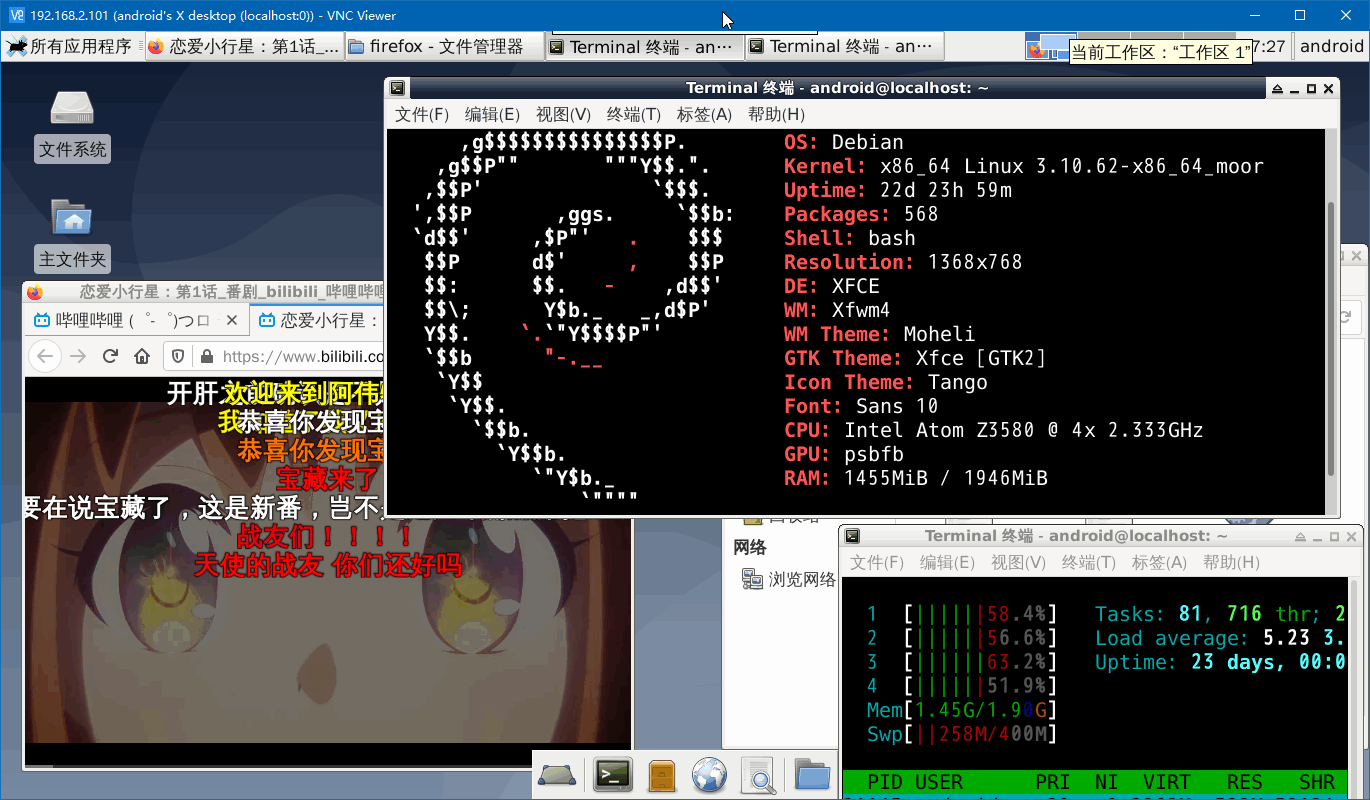 192.168.2.101 (android's X desktop (localhost:0)) - VNC Viewer
所有应用程序
恋爱小行星：第1话_...
firefox - 文件管理器
Terminal 终端 - an···
Terminal 终端 - an···
当前工作区：“工作区 1”
7:27
android
文件系统
主文件夹
Terminal 终端 - android@localhost: ~
文件(F) 编辑(E) 视图(V) 终端(T) 标签(A) 帮助(H)
,g$$$$$$$$$$$$$$$P.
,g$$P"" """Y$$.".
,$$P' `$$$.
',$$P ,ggs. `$$b:
`d$$' ,$P"' . $$$
$$P d$' , $$P
$$: $$. - ,d$$'
$$\; Y$b._ _,d$P'
Y$$. `.`"Y$$$$P"'
`$$b "-.__
`Y$$
`Y$$.
`$$b.
`Y$$b.
`"Y$b._
`""""
OS: Debian
Kernel: x86_64 Linux 3.10.62-x86_64_moor
Uptime: 22d 23h 59m
Packages: 568
Shell: bash
Resolution: 1368x768
DE: XFCE
WM: Xfwm4
WM Theme: Moheli
GTK Theme: Xfce [GTK2]
Icon Theme: Tango
Font: Sans 10
CPU: Intel Atom Z3580 @ 4x 2.333GHz
GPU: psbfb
RAM: 1455MiB / 1946MiB
恋爱小行星：第1话_番剧_bilibili_哔哩哔哩
哔哩哔哩 ( ゜- ゜)つロ
恋爱小行星：
https://www.bilibili.co
开肝
欢迎来到阿伟
我
恭喜你发现宝
恭喜你发现宝
宝藏来了
要在说宝藏了，这是新番，岂不
战友们！！！！
天使的战友 你们还好吗
网络
浏览网络
Terminal 终端 - android@localhost: ~
文件(F) 编辑(E) 视图(V) 终端(T) 标签(A) 帮助(H)
1 [||||||58.4%]
2 [||||||56.6%]
3 [||||||63.2%]
4 [||||||51.9%]
Mem[1.45G/1.90G]
Swp[||258M/400M]
Tasks: 81, 716 thr; 2
Load average: 5.23 3.
Uptime: 23 days, 00:0
PID USER PRI NI VIRT RES SHR